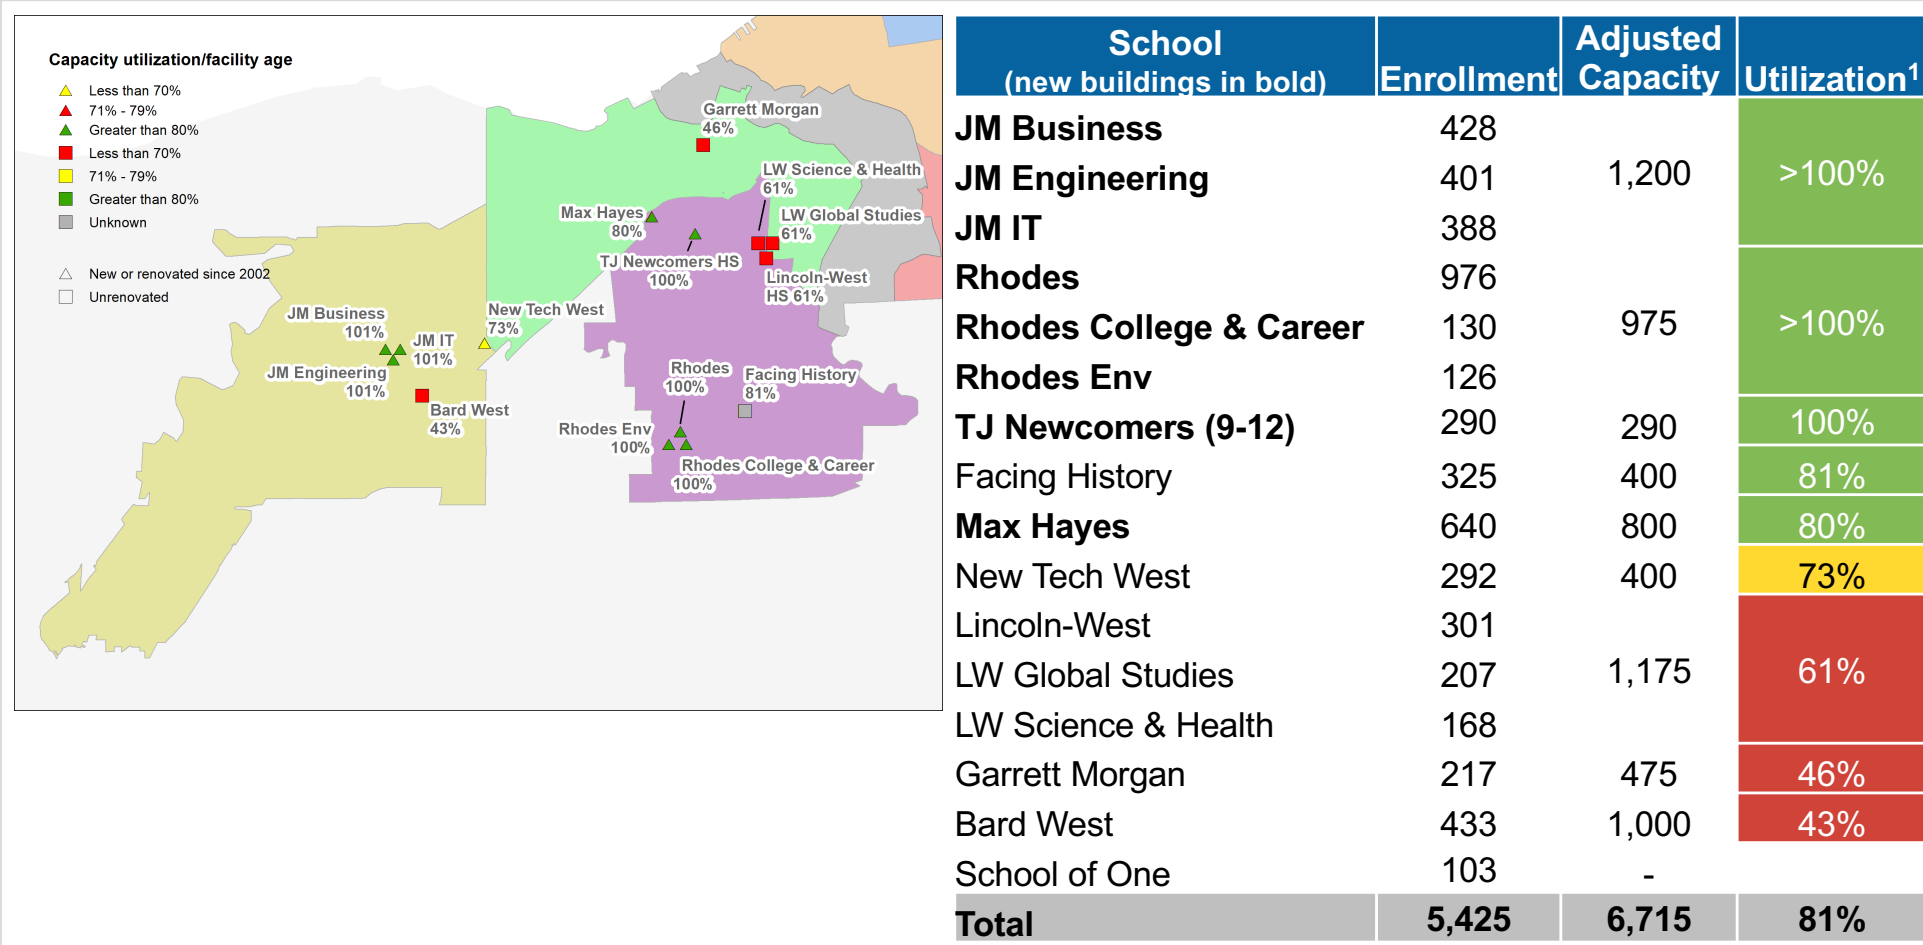 Capacity utilization/facility age
Less than 70%
71% - 79%
Greater than 80%
Less than 70%
71% - 79%
Greater than 80%
Unknown
New or renovated since 2002
Unrenovated
Garrett Morgan
46%
LW Science & Health
61%
Max Hayes
80%
LW Global Studies
61%
TJ Newcomers HS
100%
Lincoln-West
HS 61%
New Tech West
73%
JM Business
101%
JM IT
101%
JM Engineering
101%
Bard West
43%
Rhodes
100%
Facing History
81%
Rhodes Env
100%
Rhodes College & Career
100%
School
(new buildings in bold) Enrollment Adjusted Capacity Utilization1
JM Business 428
JM Engineering 401 1,200 >100%
JM IT 388
Rhodes 976
Rhodes College & Career 130 975 >100%
Rhodes Env 126
TJ Newcomers (9-12) 290 290 100%
Facing History 325 400 81%
Max Hayes 640 800 80%
New Tech West 292 400 73%
Lincoln-West 301
LW Global Studies 207 1,175 61%
LW Science & Health 168
Garrett Morgan 217 475 46%
Bard West 433 1,000 43%
School of One 103 -
Total 5,425 6,715 81%